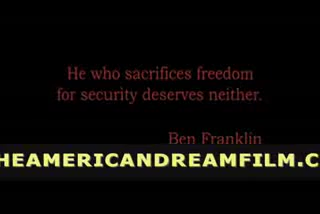 He who sacrifices freedom
for security deserves neither.
Ben Franklin
HEAMERICANDREAMFILM.C